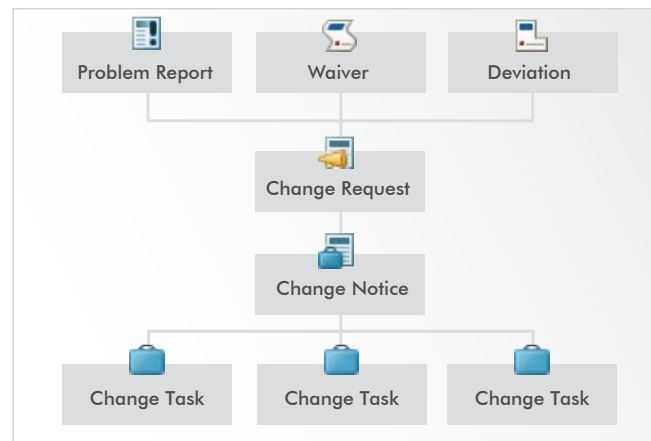 Problem Report
Waiver
Deviation
Change Request
Change Notice
Change Task
Change Task
Change Task